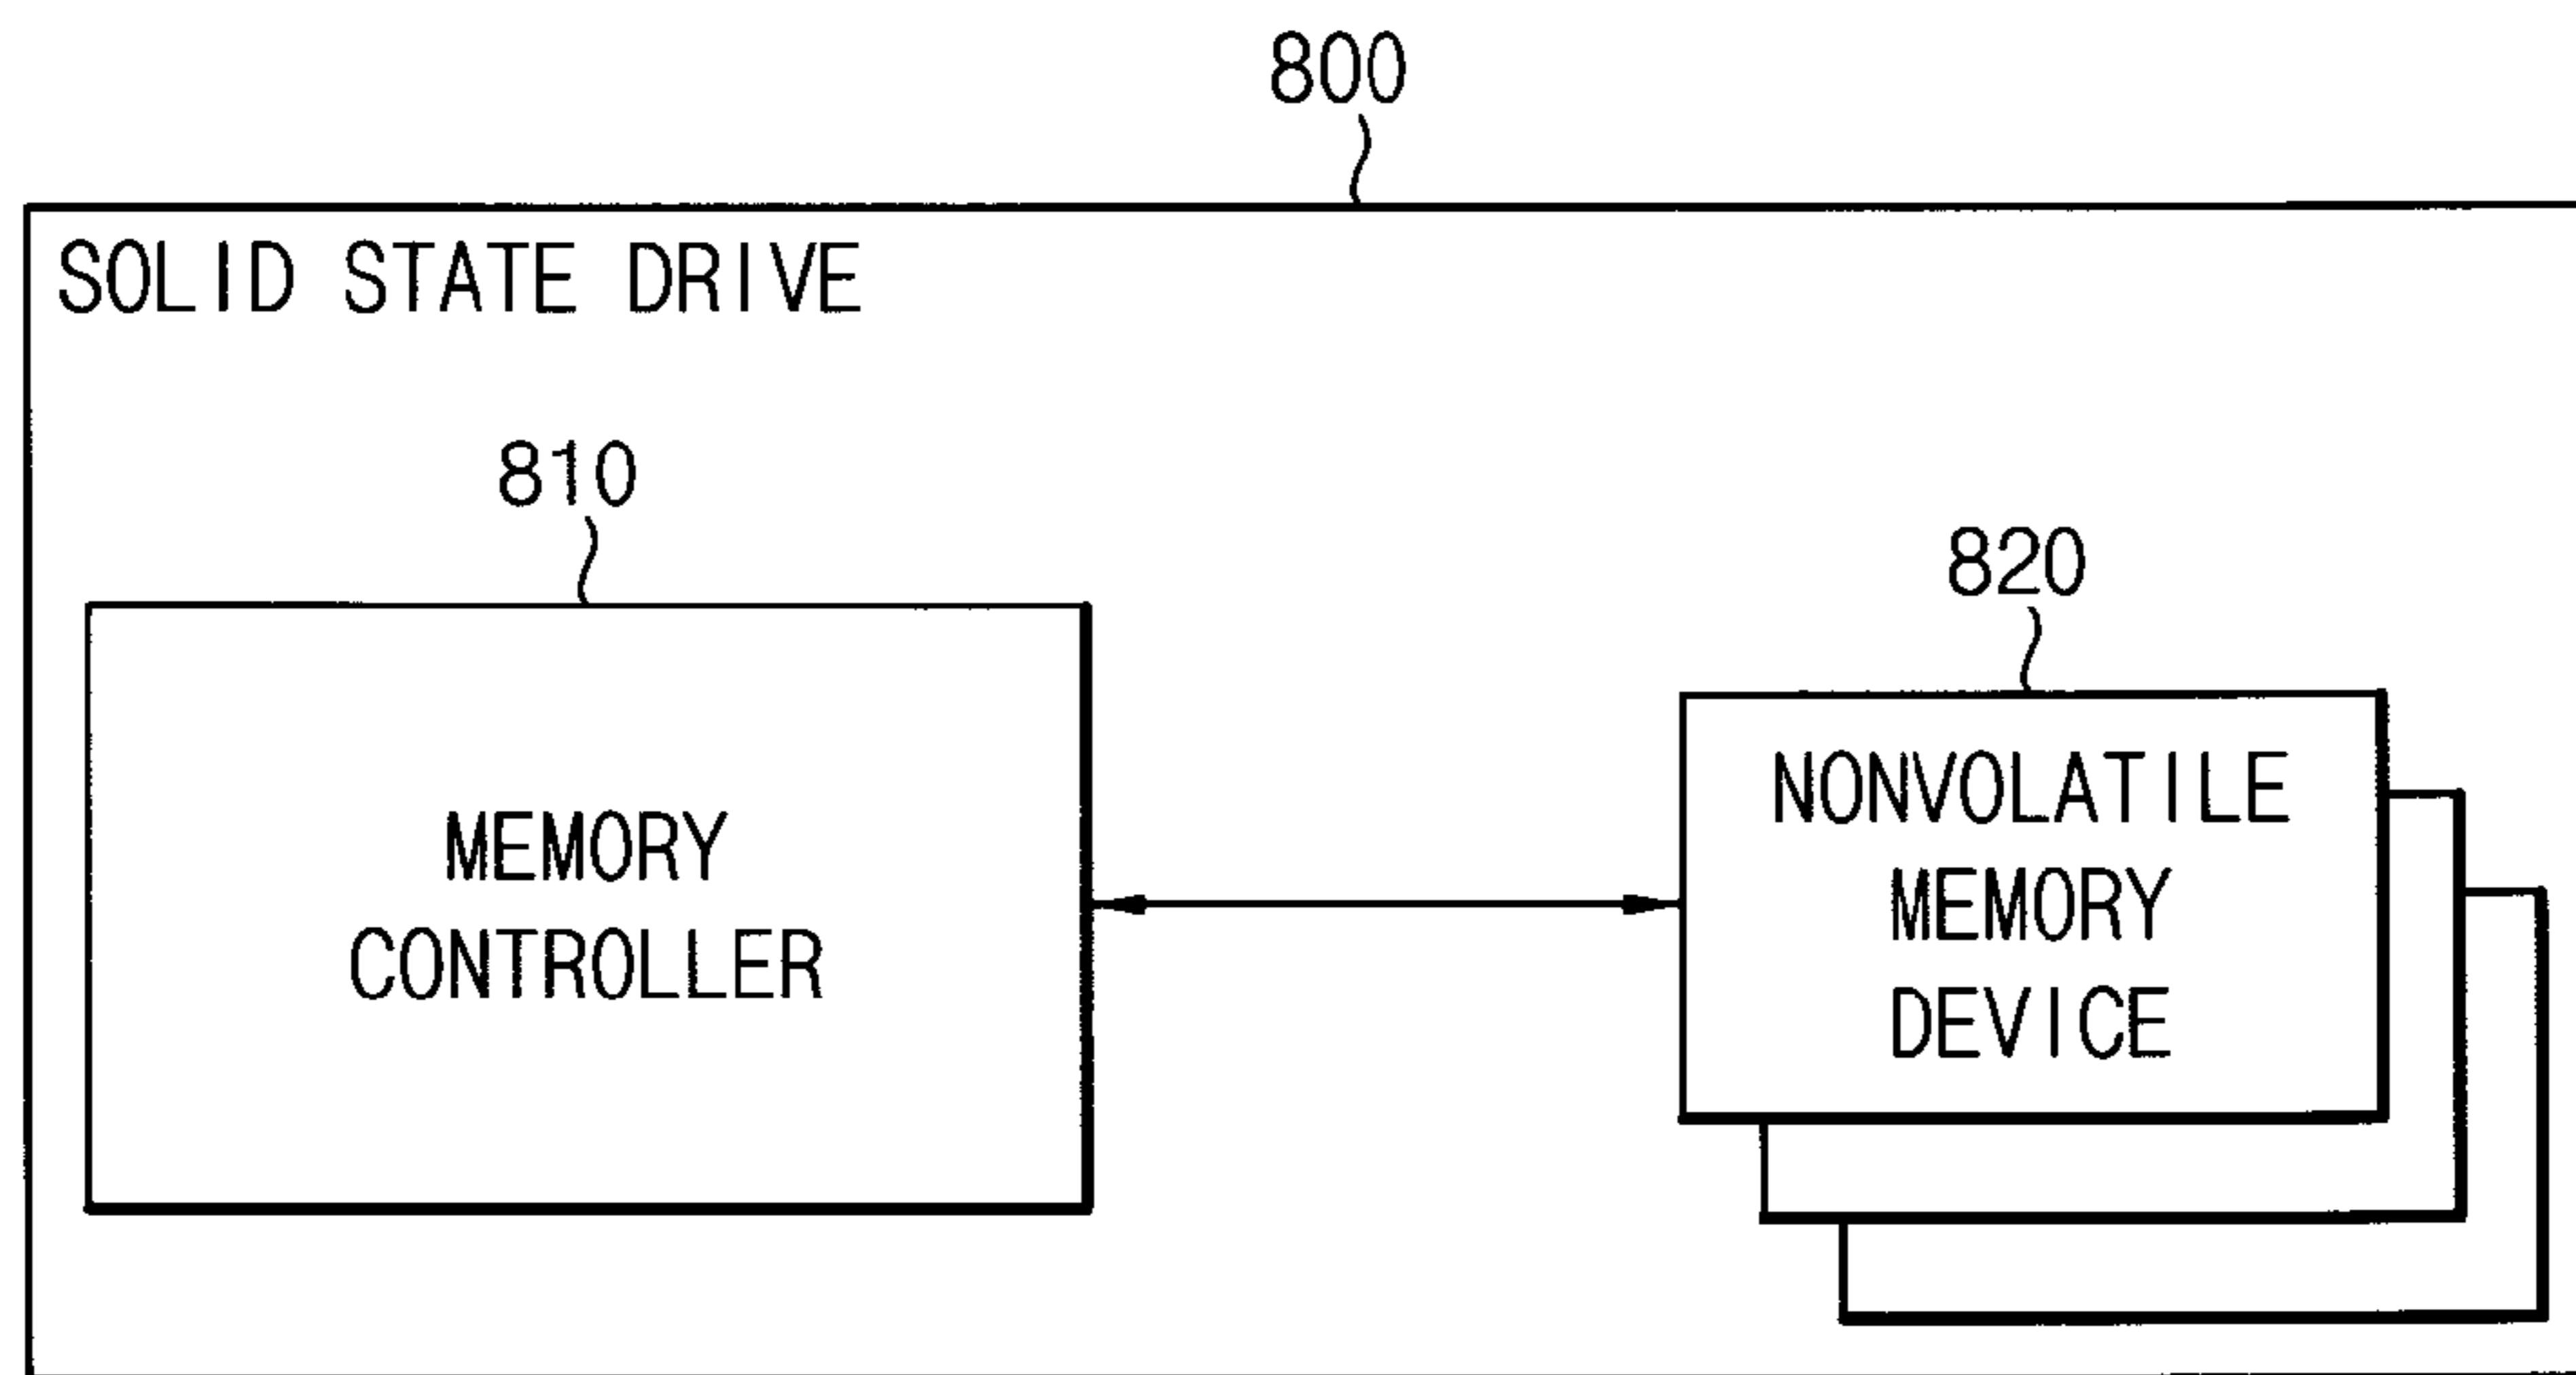 800
SOLID STATE DRIVE
810
820
MEMORY
CONTROLLER
NONVOLATILE
MEMORY
DEVICE